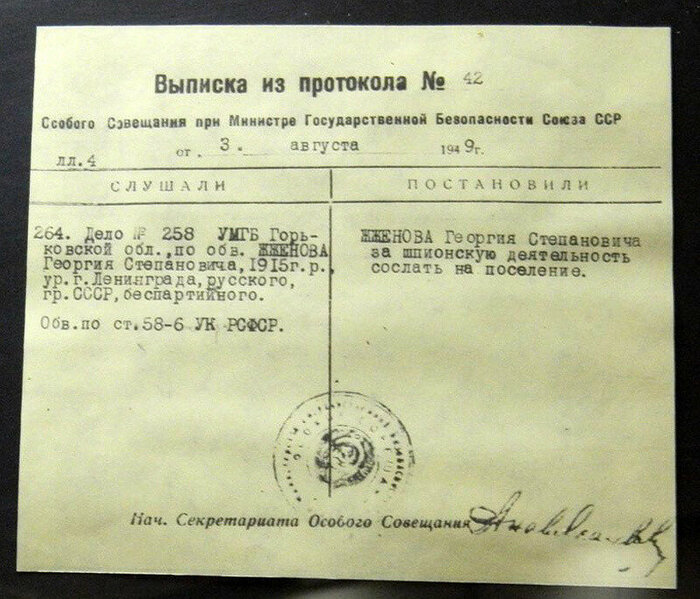 Выписка из протокола № 42
Особого Совещания при Министре Государственной Безопасности Союза ССР
лл.4 от . 3. августа 1949г.
СЛУШАЛИ
264. Дело № 258 УМГБ Горь-
ковской обл.,по обв. ЖЖЕНОВА
Георгия Степановича,1915г.р.,
ур.г.Ленинграда,русского,
гр.СССР,беспартийного.
Обв.по ст.58-6 УК РСФСР.
ПОСТАНОВИЛИ
ЖЖЕНОВА Георгия Степановича
за шпионскую деятельность
сослать на поселение.
Нач. Секретариата Особого Совещания